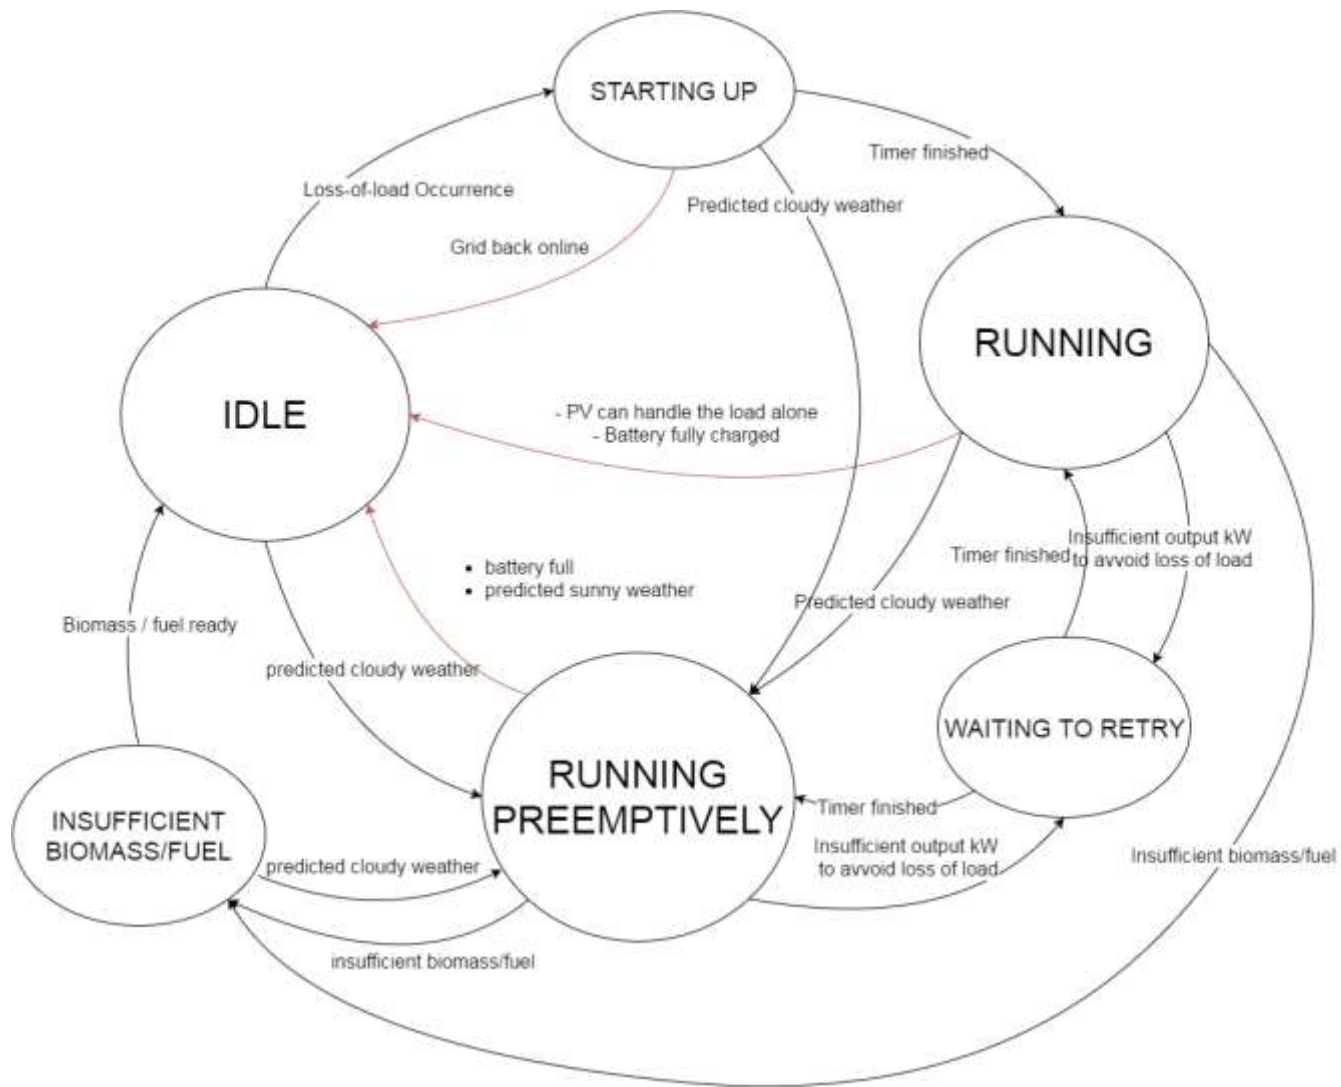 STARTING UP
Timer finished
Loss-of-load Occurrence
Predicted cloudy weather
Grid back online
RUNNING
IDLE
- PV can handle the load alone
- Battery fully charged
Insufficient output kW
to avvoid loss of load
Timer finished
• battery full
• predicted sunny weather
Predicted cloudy weather
Biomass / fuel ready
predicted cloudy weather
WAITING TO RETRY
RUNNING
PREEMPTIVELY
Timer finished
INSUFFICIENT
BIOMASS/FUEL
Insufficient output kW
to avvoid loss of load
Insufficient biomass/fuel
predicted cloudy weather
insufficient biomass/fuel